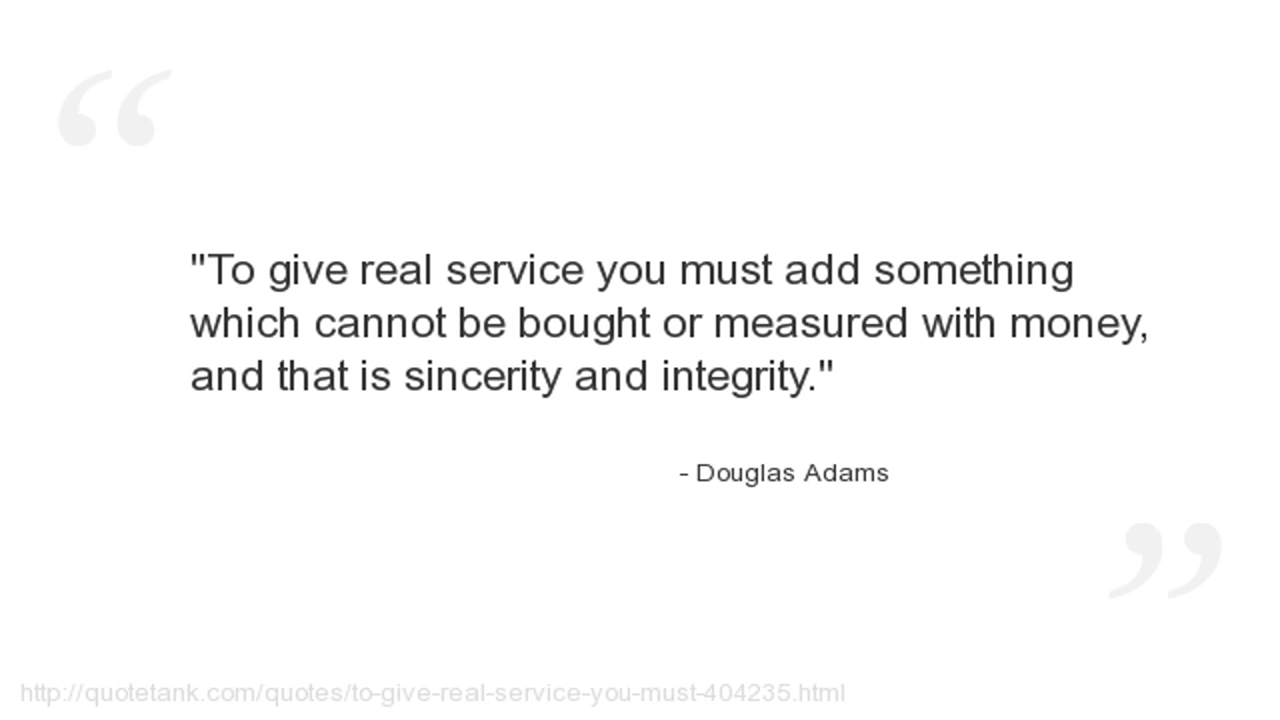 "To give real service you must add something
which cannot be bought or measured with money,
and that is sincerity and integrity."
- Douglas Adams
http://quotetank.com/quotes/to-give-real-service-you-must-404235.html